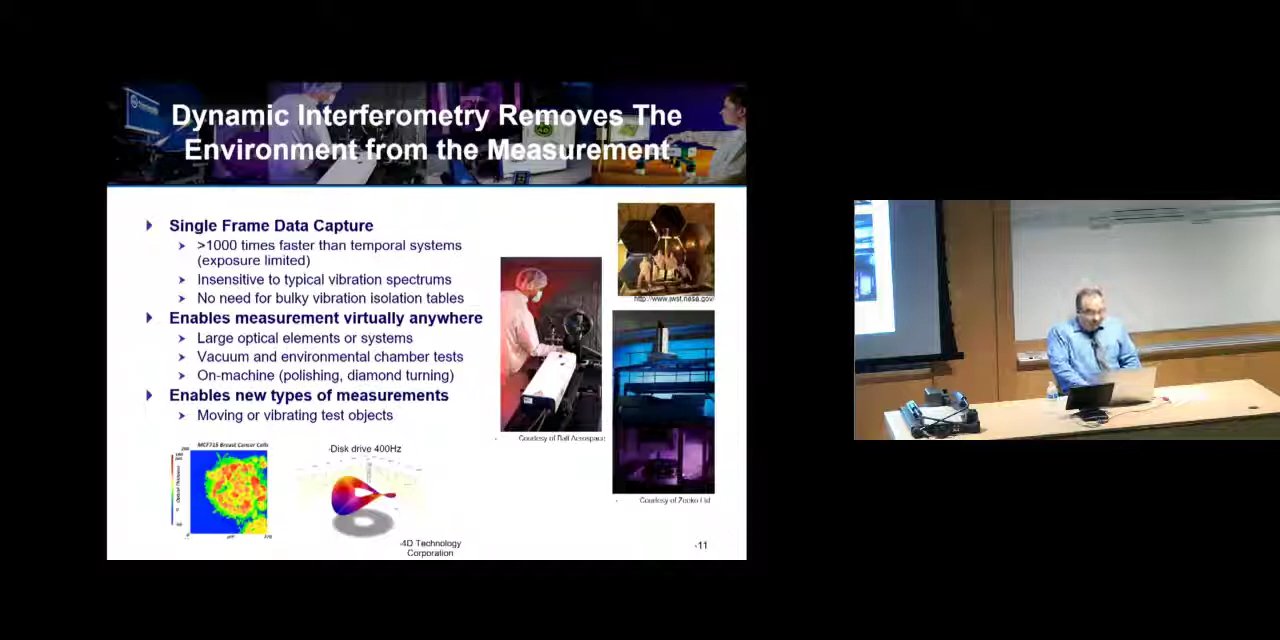 Dynamic Interferometry Removes The
Environment from the Measurement
Single Frame Data Capture
>1000 times faster than temporal systems
(exposure limited)
Insensitive to typical vibration spectrums
No need for bulky vibration isolation tables
Enables measurement virtually anywhere
Large optical elements or systems
Vacuum and environmental chamber tests
On-machine (polishing, diamond turning)
Enables new types of measurements
Moving or vibrating test objects
http://www.jwst.nasa.gov/
Courtesy of Ball Aerospace
Courtesy of Zeeko Ltd
MCF7 Breast Cancer Cells
Optical Thickness
Disk drive 400Hz
4D Technology
Corporation
11